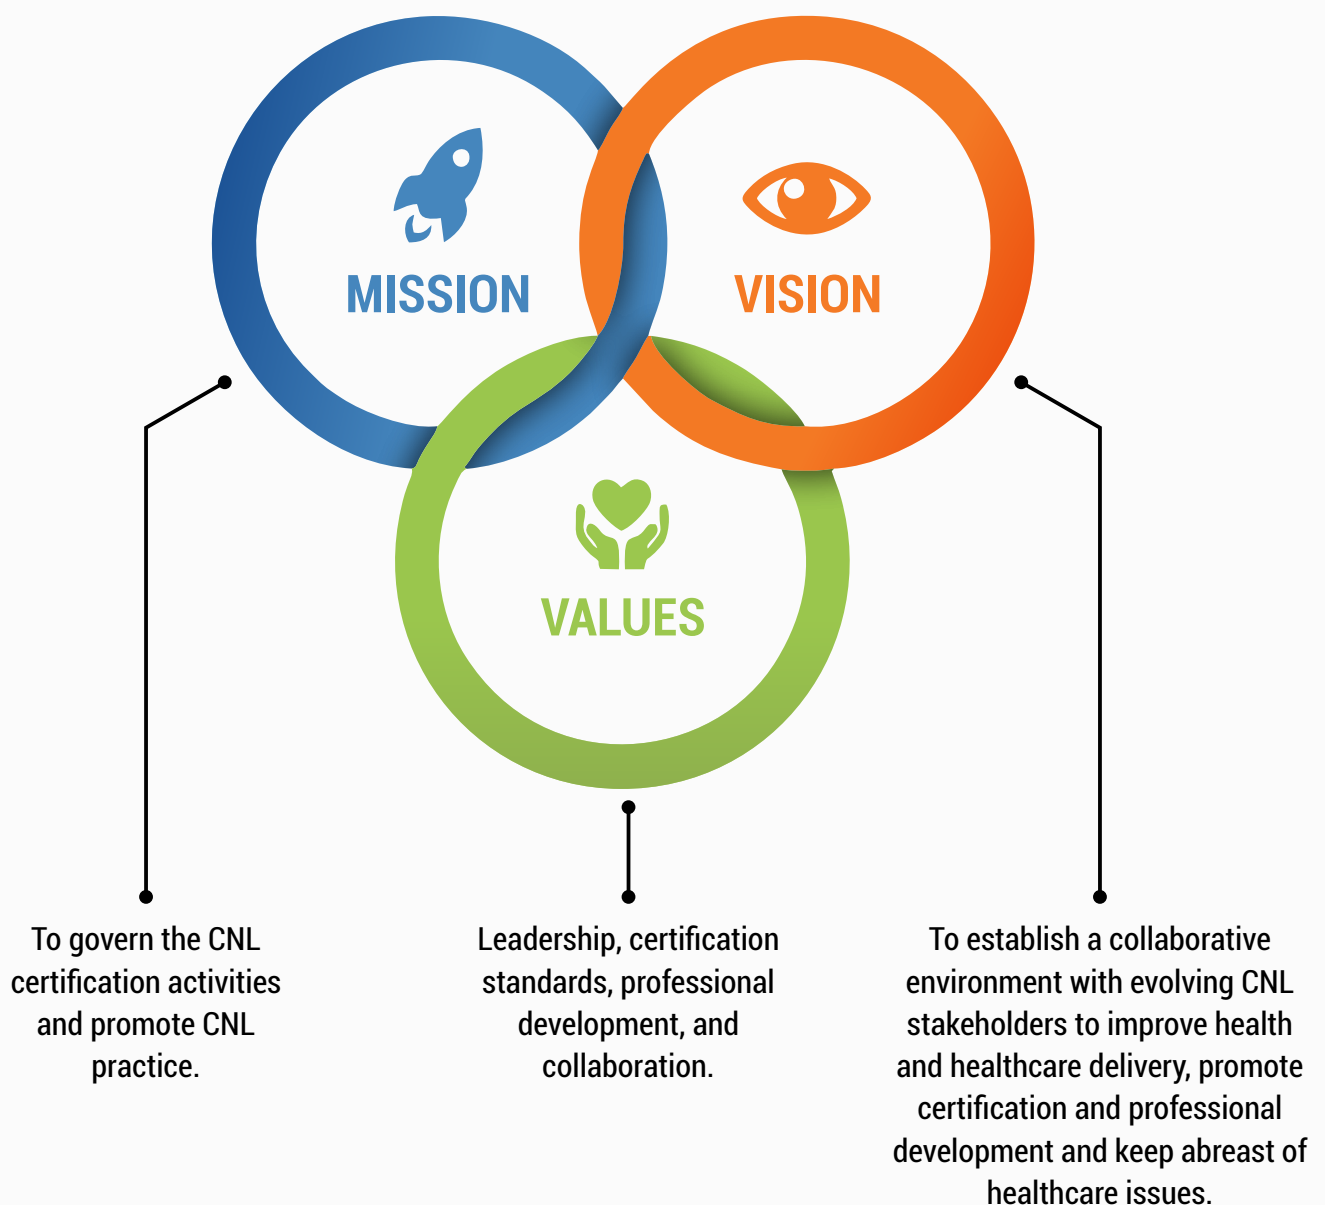 MISSION
VISION
VALUES
To govern the CNL
certification activities
and promote CNL
practice.
Leadership, certification
standards, professional
development, and
collaboration.
To establish a collaborative
environment with evolving CNL
stakeholders to improve health
and healthcare delivery, promote
certification and professional
development and keep abreast of
healthcare issues.